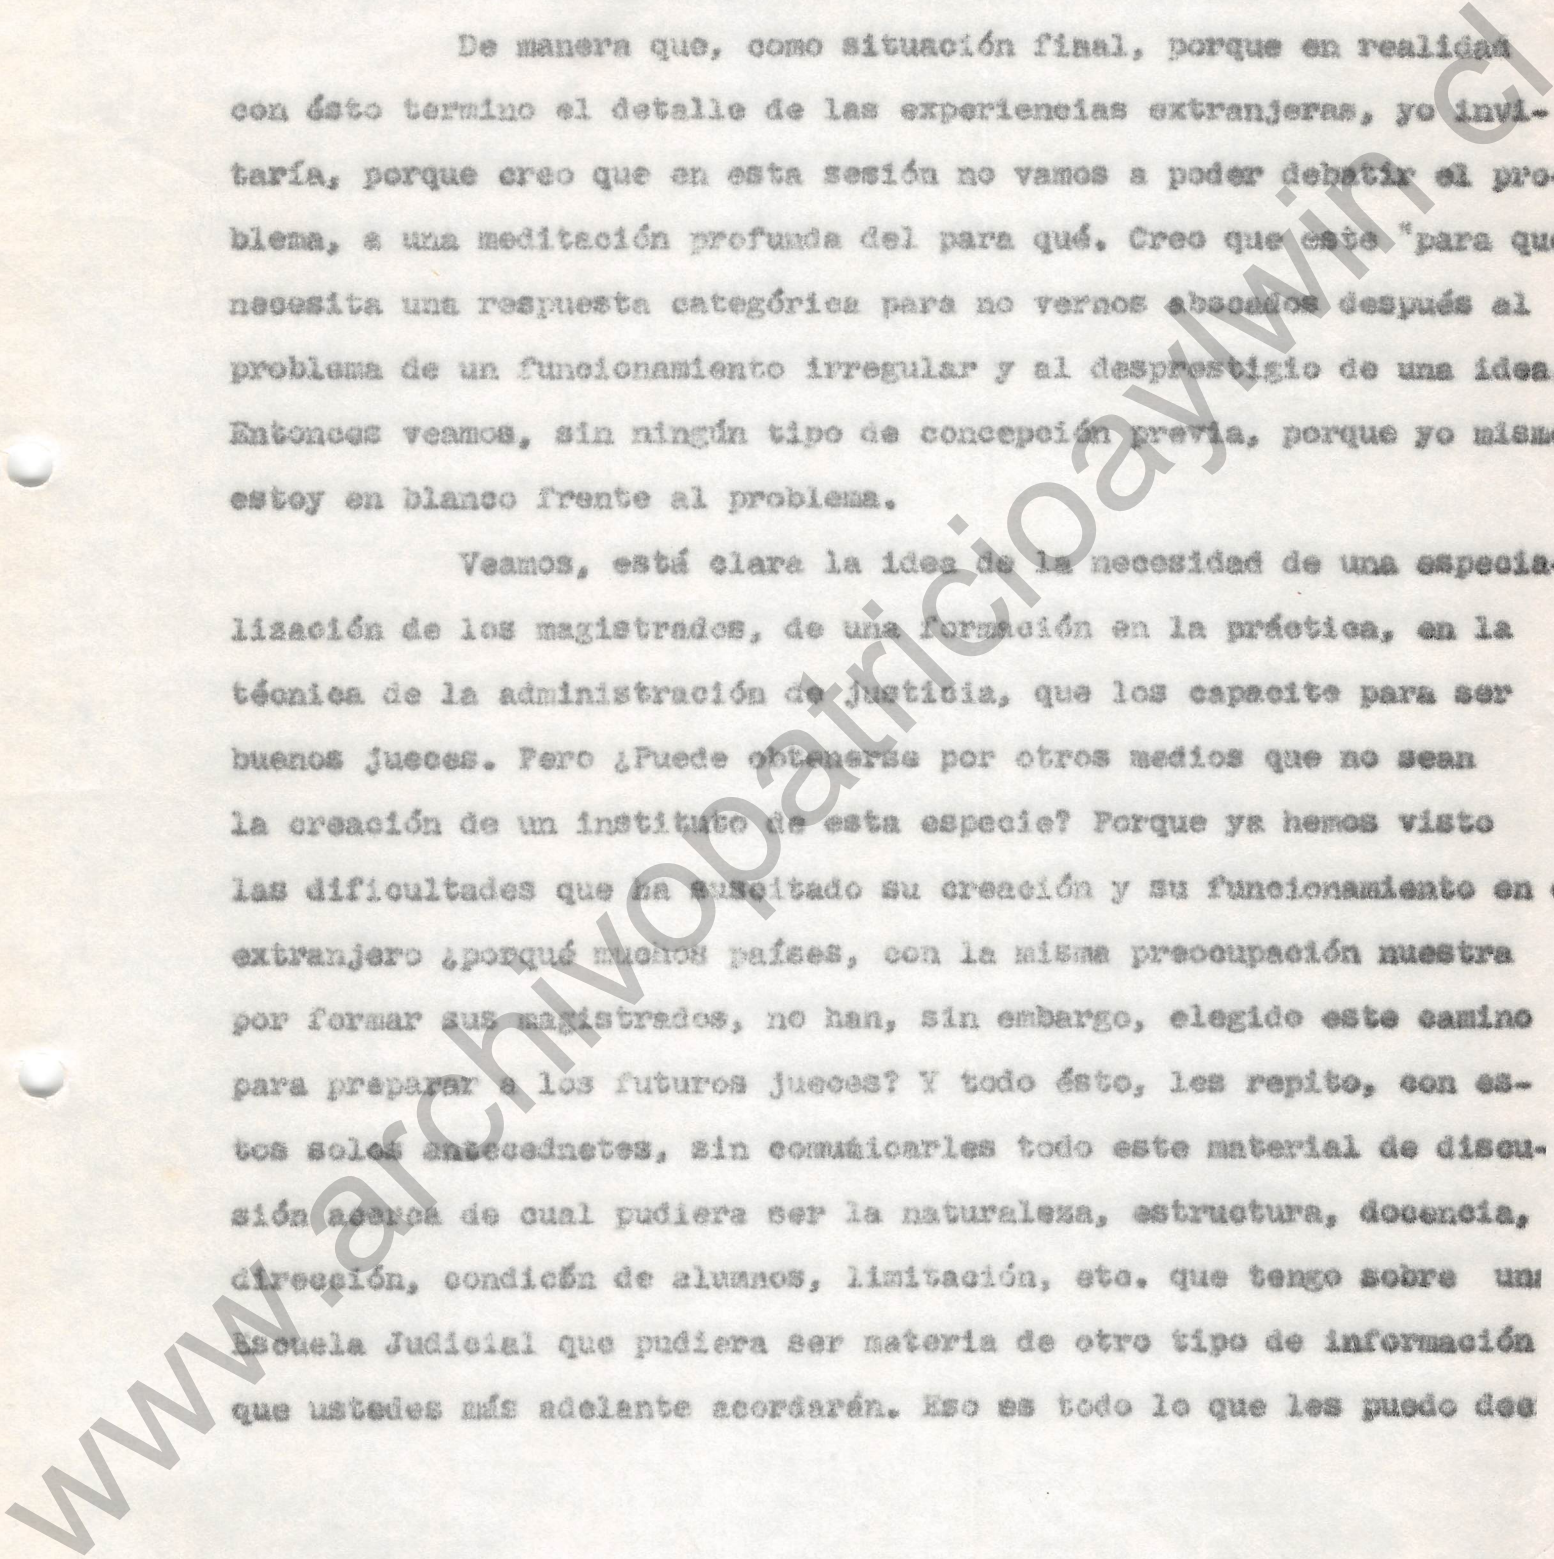 De manera que, como situación final, porque en realidad
con ésto termino el detalle de las experiencias extranjeras, yo invi-
taría, porque creo que en esta sesión no vamos a poder debatir el pro-
blema, a una meditación profunda del para qué. Creo que este "para que
necesita una respuesta categórica para no vernos abocados después al
problema de un funcionamiento irregular y al desprestigio de una idea
Entonces veamos, sin ningún tipo de concepción previa, porque yo mismo
estoy en blanco frente al problema.
Veamos, está clara la idea de la necesidad de una especia-
lización de los magistrados, de una formación en la práctica, en la
técnica de la administración de justicia, que los capacite para ser
buenos jueces. Pero ¿Puede obtenerse por otros medios que no sean
la creación de un instituto de esta especie? Porque ya hemos visto
las dificultades que ha suscitado su creación y su funcionamiento en e
extranjero ¿porqué muchos países, con la misma preocupación nuestra
por formar sus magistrados, no han, sin embargo, elegido este camino
para preparar a los futuros jueces? Y todo ésto, les repito, con es-
tos solos antecednetes, sin comunicarles todo este material de discu-
sión acerca de cual pudiera ser la naturaleza, estructura, docencia,
dirección, condicón de alumnos, limitación, etc. que tengo sobre una
Escuela Judicial que pudiera ser materia de otro tipo de información
que ustedes más adelante acordarán. Eso es todo lo que les puedo dec
www.archivopatricioaylwin.cl